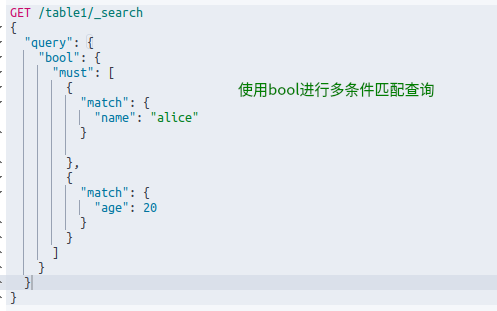 GET /table1/_search
{
  "query": {
    "bool": {
      "must": [
        {
          "match": {
            "name": "alice"
          }
使用bool进行多条件匹配查询
        },
        {
          "match": {
            "age": 20
          }
        }
      ]
    }
  }
}